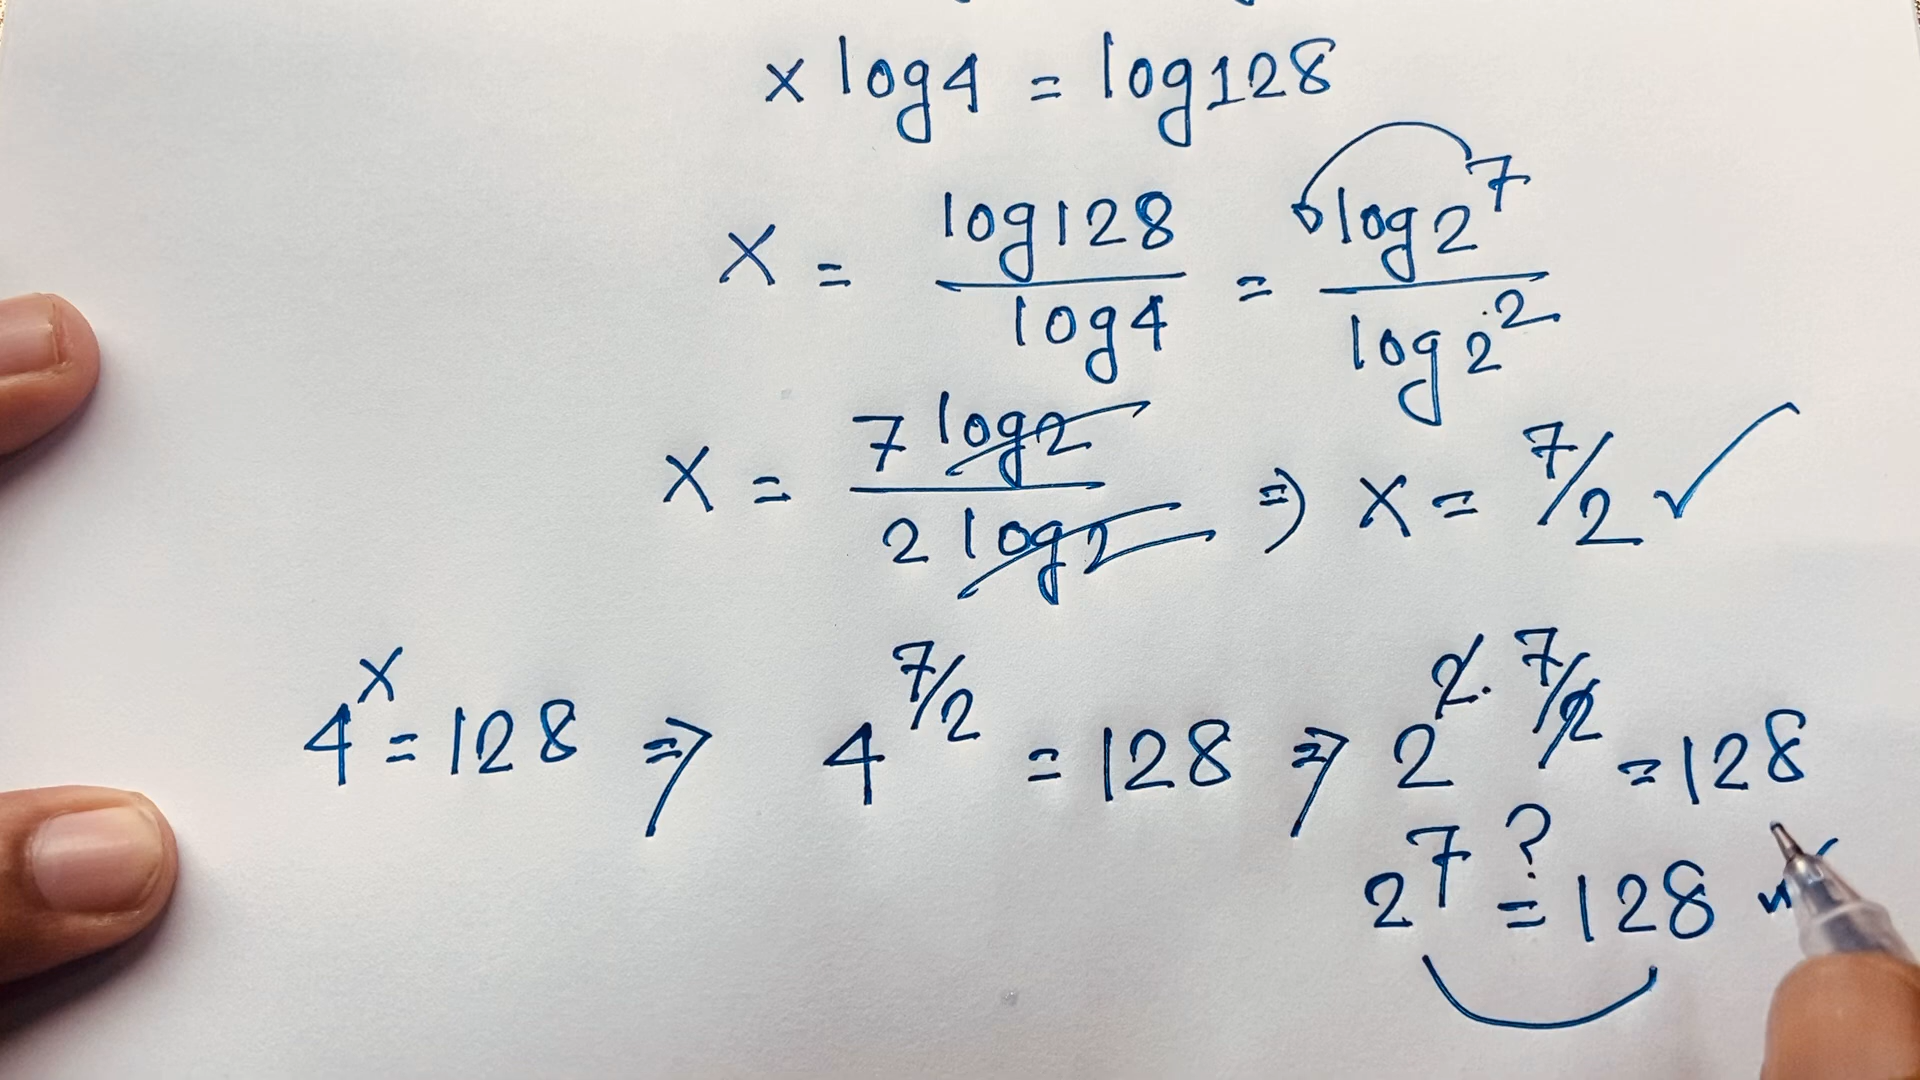 x log4 = log128
x = log128/log4 = log2^7/log2^2
x = 7 log2/2 log2 ⇒ x = 7/2 ✓
4^x = 128 ⇒ 4^7/2 = 128 ⇒ 2^2·7/2 = 128
2^7 ?= 128 ✓